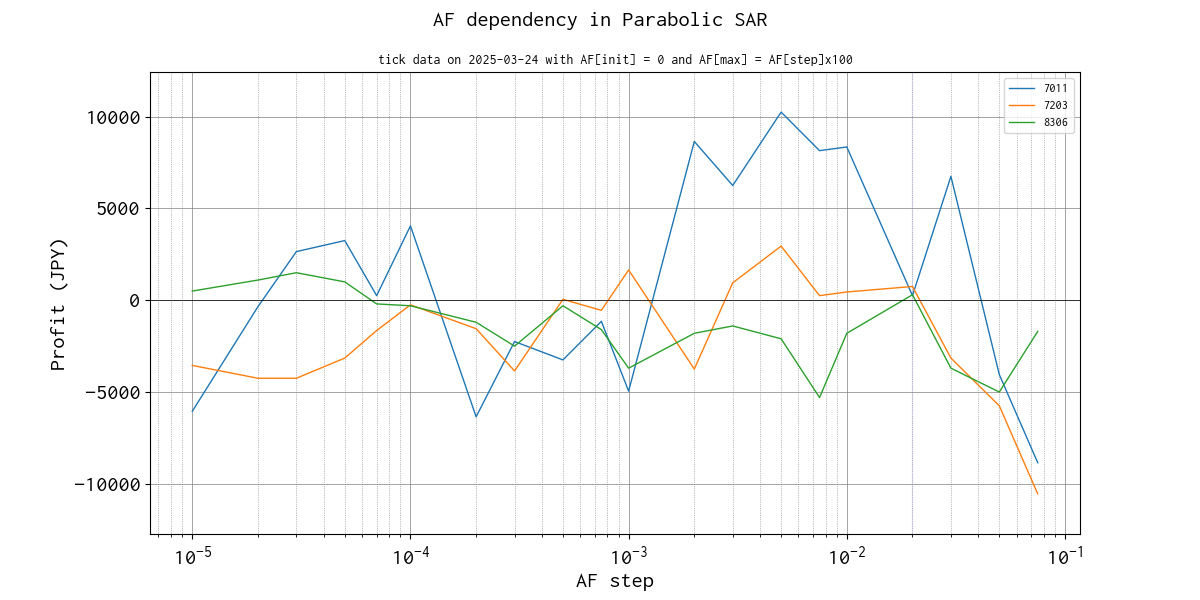 AF dependency in Parabolic SAR
tick data on 2025-03-24 with AF[init] = 0 and AF[max] = AF[step]x100
7011
7203
8306
10000
5000
0
−5000
−10000
Profit (JPY)
10⁻⁵ 10⁻⁴ 10⁻³ 10⁻² 10⁻¹
AF step